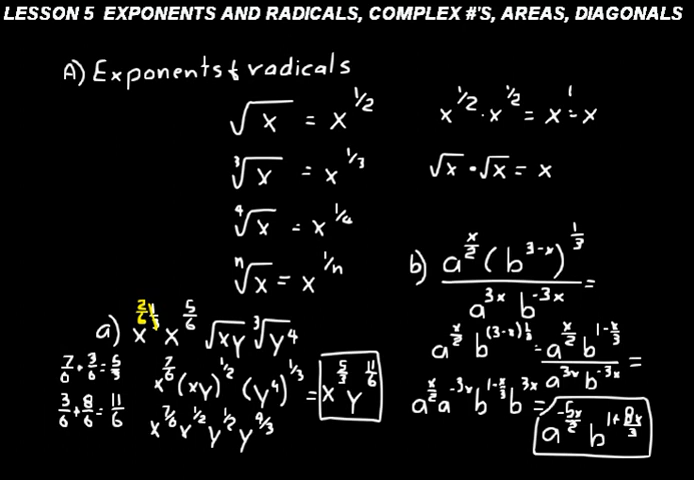 LESSON 5 EXPONENTS AND RADICALS, COMPLEX #'S, AREAS, DIAGONALS
A) Exponents & radicals
√x = x^1/2
x^1/2 · x^1/2 = x^1 = x
∛x = x^1/3
√x · √x = x
∜x = x^1/4
ⁿ√x = x^1/n
b) a^(x/2) (b^(3-x))^(1/3) / a^(3x) b^(-3x) =
a) x^(1/3) x^(5/6) √xy ∛y^4
a^(x/2) b^((3-x)1/3) = a^(x/2) b^(1-x/3) / a^(3x) b^(-3x) =
7/6 + 3/6 = 5/3
x^(7/6) (xy)^(1/2) (y^4)^(1/3) = x^(5/3) y^(11/6)
a^(x/2) a^(-3x) b^(1-x/3) b^(3x) = a^(-5x/2) b^(1+8x/3)
3/6 + 8/6 = 11/6
x^(7/6) x^(1/2) y^(1/2) y^(4/3)